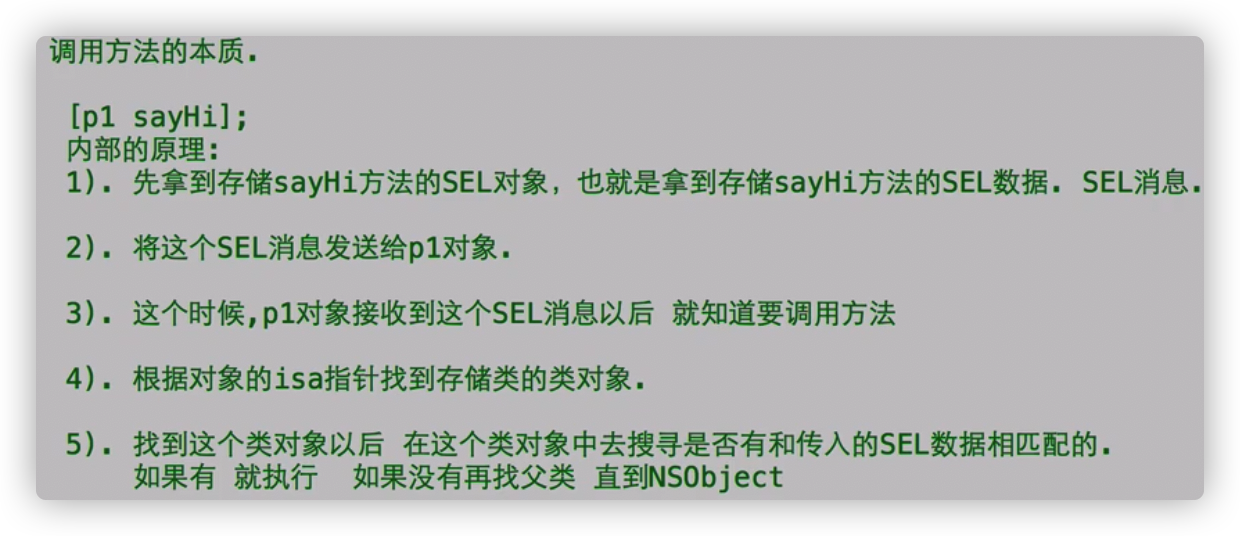 调用方法的本质.
[p1 sayHi];
内部的原理:
1). 先拿到存储sayHi方法的SEL对象，也就是拿到存储sayHi方法的SEL数据. SEL消息.
2). 将这个SEL消息发送给p1对象.
3). 这个时候,p1对象接收到这个SEL消息以后 就知道要调用方法
4). 根据对象的isa指针找到存储类的类对象.
5). 找到这个类对象以后 在这个类对象中去搜寻是否有和传入的SEL数据相匹配的.
如果有 就执行  如果没有再找父类 直到NSObject